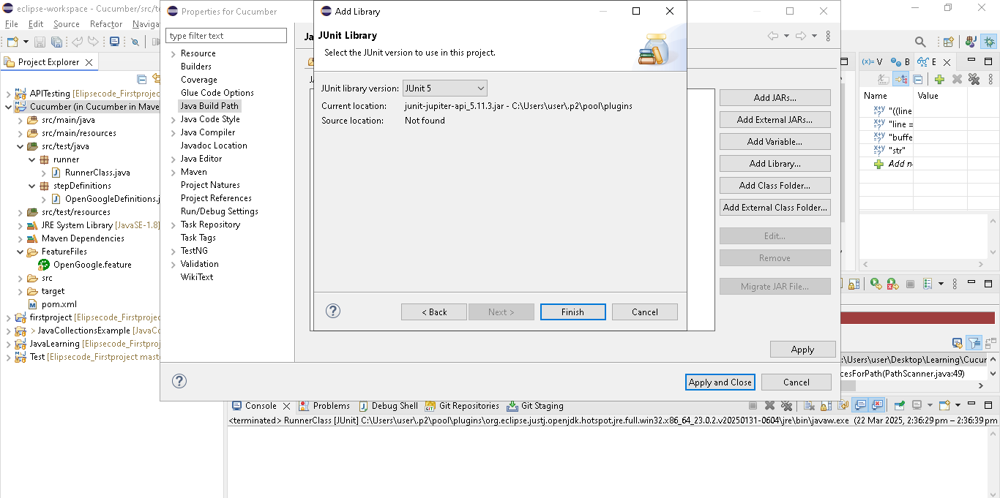 eclipse-workspace - Cucumber/src/te
File Edit Source Refactor Naviga
Project Explorer
APITesting [Elipsecode_Firstprojec
Cucumber (in Cucumber in Mave
src/main/java
src/main/resources
src/test/java
runner
RunnerClass.java
stepDefinitions
OpenGoogleDefinitions.j
src/test/resources
JRE System Library [JavaSE-1.8]
Maven Dependencies
FeatureFiles
OpenGoogle.feature
src
target
pom.xml
firstproject [Elipsecode_Firstprojec
> JavaCollectionsExample [JavaCo
JavaLearning [Elipsecode_Firstproje
Test [Elipsecode_Firstproject mast
Properties for Cucumber
type filter text
Resource
Builders
Coverage
Glue Code Options
Java Build Path
Java Code Style
Java Compiler
Javadoc Location
Java Editor
Maven
Project Natures
Project References
Run/Debug Settings
Task Repository
Task Tags
TestNG
Validation
WikiText
Ja
Add Library
JUnit Library
Select the JUnit version to use in this project.
JUnit library version: JUnit 5
Current location: junit-jupiter-api_5.11.3.jar - C:\Users\user\.p2\pool\plugins
Source location: Not found
< Back Next > Finish Cancel
Add JARs...
Add External JARs...
Add Variable...
Add Library...
Add Class Folder...
Add External Class Folder...
Edit...
Remove
Migrate JAR File...
Apply
Apply and Close Cancel
(x)= V B E
Name Value
"((line
"line =
"buffe
"str"
Add n
:\Users\user\Desktop\Learning\Cucur
cesForPath(PathScanner.java:49)
Console Problems Debug Shell Git Repositories Git Staging
<terminated> RunnerClass [JUnit] C:\Users\user\.p2\pool\plugins\org.eclipse.justj.openjdk.hotspot.jre.full.win32.x86_64_23.0.2.v20250131-0604\jre\bin\javaw.exe (22 Mar 2025, 2:36:29 pm – 2:36:39 pm